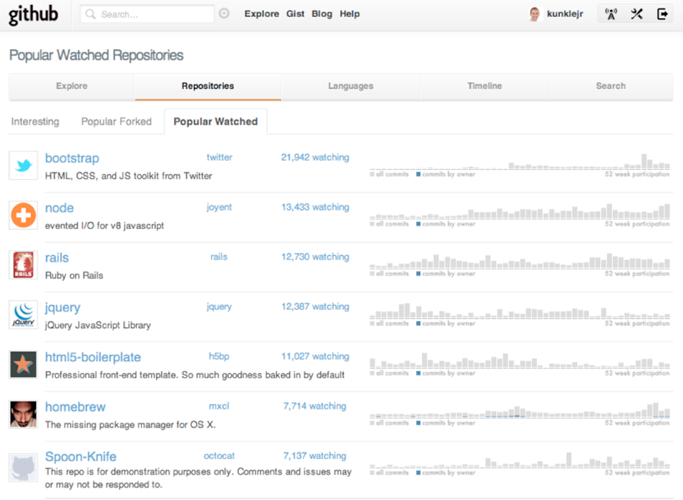 github
Search...
Explore Gist Blog Help
kunklejr
Popular Watched Repositories
Explore Repositories Languages Timeline Search
Interesting Popular Forked Popular Watched
bootstrap twitter 21,942 watching
HTML, CSS, and JS toolkit from Twitter
all commits commits by owner 52 week participation
node joyent 13,433 watching
evented I/O for v8 javascript
all commits commits by owner 52 week participation
rails rails 12,730 watching
RAILS
Ruby on Rails
all commits commits by owner 52 week participation
jquery jquery 12,387 watching
jQuery
jQuery JavaScript Library
all commits commits by owner 52 week participation
html5-boilerplate h5bp 11,027 watching
Professional front-end template. So much goodness baked in by default
all commits commits by owner 52 week participation
homebrew mxcl 7,714 watching
The missing package manager for OS X.
all commits commits by owner 52 week participation
Spoon-Knife octocat 7,137 watching
This repo is for demonstration purposes only. Comments and issues may
or may not be responded to.
all commits commits by owner 52 week participation